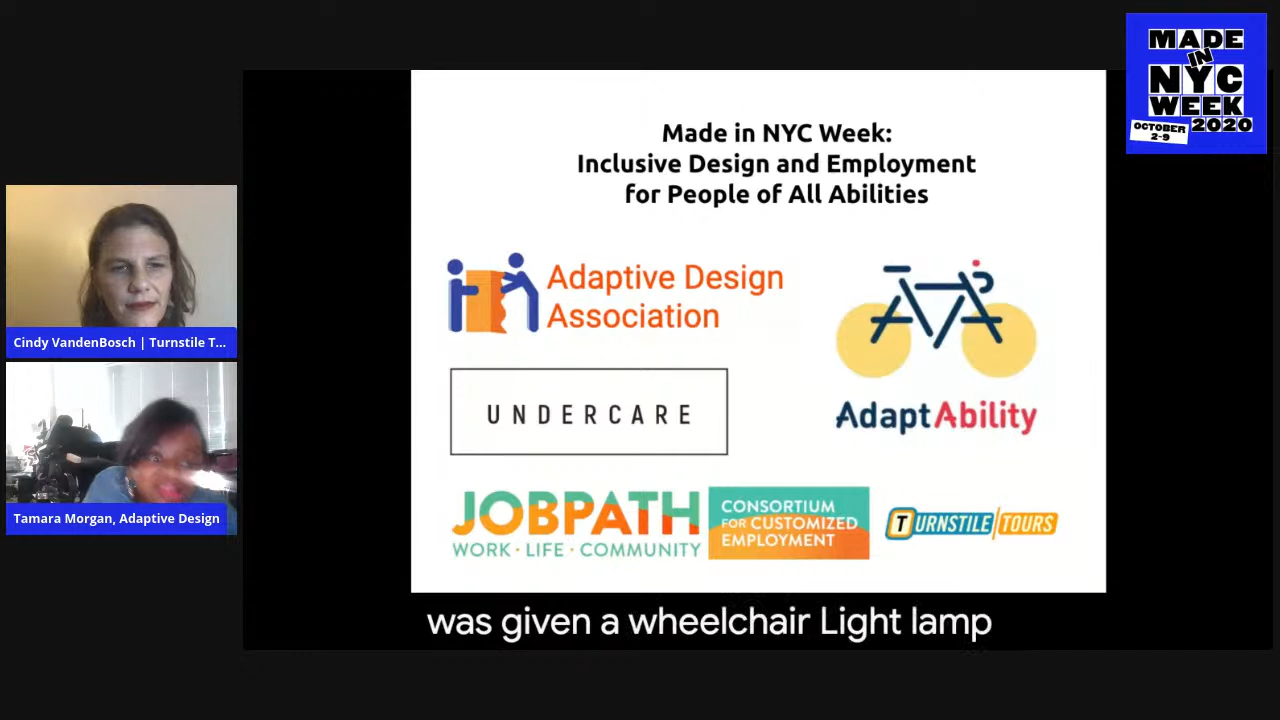 MADE
IN
NYC
WEEK
OCTOBER
2-9
2020
Made in NYC Week:
Inclusive Design and Employment
for People of All Abilities
Adaptive Design
Association
UNDERCARE
AdaptAbility
JOBPATH
WORK · LIFE · COMMUNITY
CONSORTIUM
FOR CUSTOMIZED
EMPLOYMENT
TURNSTILE TOURS
Cindy VandenBosch | Turnstile T...
Tamara Morgan, Adaptive Design
was given a wheelchair Light lamp